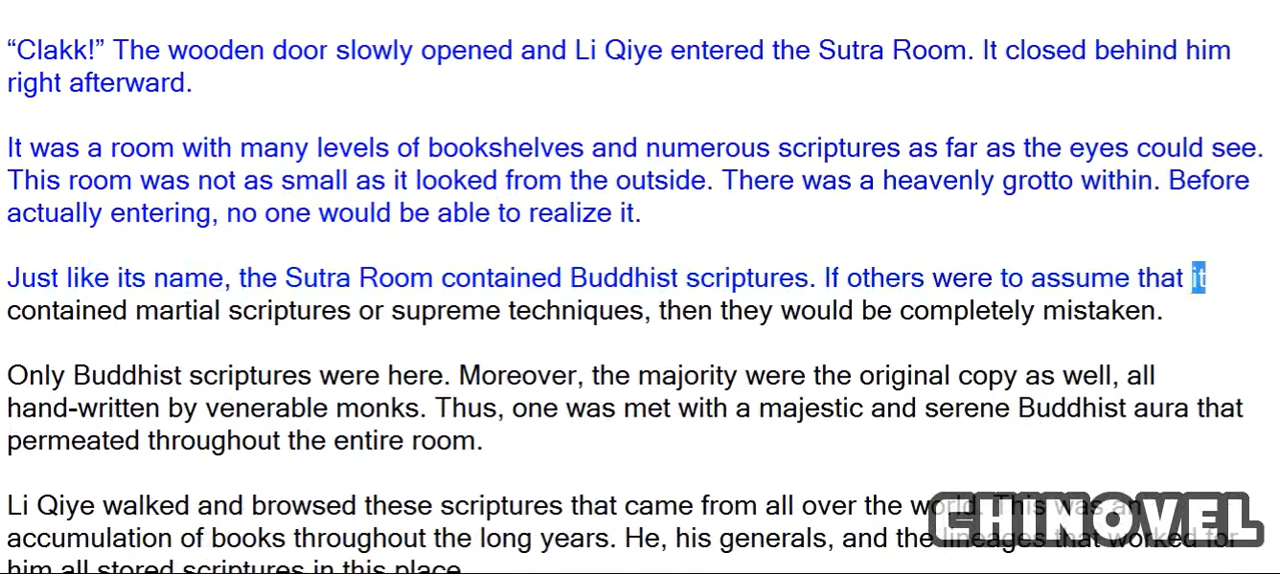 “Clakk!” The wooden door slowly opened and Li Qiye entered the Sutra Room. It closed behind him
right afterward.
It was a room with many levels of bookshelves and numerous scriptures as far as the eyes could see.
This room was not as small as it looked from the outside. There was a heavenly grotto within. Before
actually entering, no one would be able to realize it.
Just like its name, the Sutra Room contained Buddhist scriptures. If others were to assume that it
contained martial scriptures or supreme techniques, then they would be completely mistaken.
Only Buddhist scriptures were here. Moreover, the majority were the original copy as well, all
hand-written by venerable monks. Thus, one was met with a majestic and serene Buddhist aura that
permeated throughout the entire room.
Li Qiye walked and browsed these scriptures that came from all over the world. This was an
accumulation of books throughout the long years. He, his generals, and the lineages that worked for
him all stored scriptures in this place.
CHINOVEL